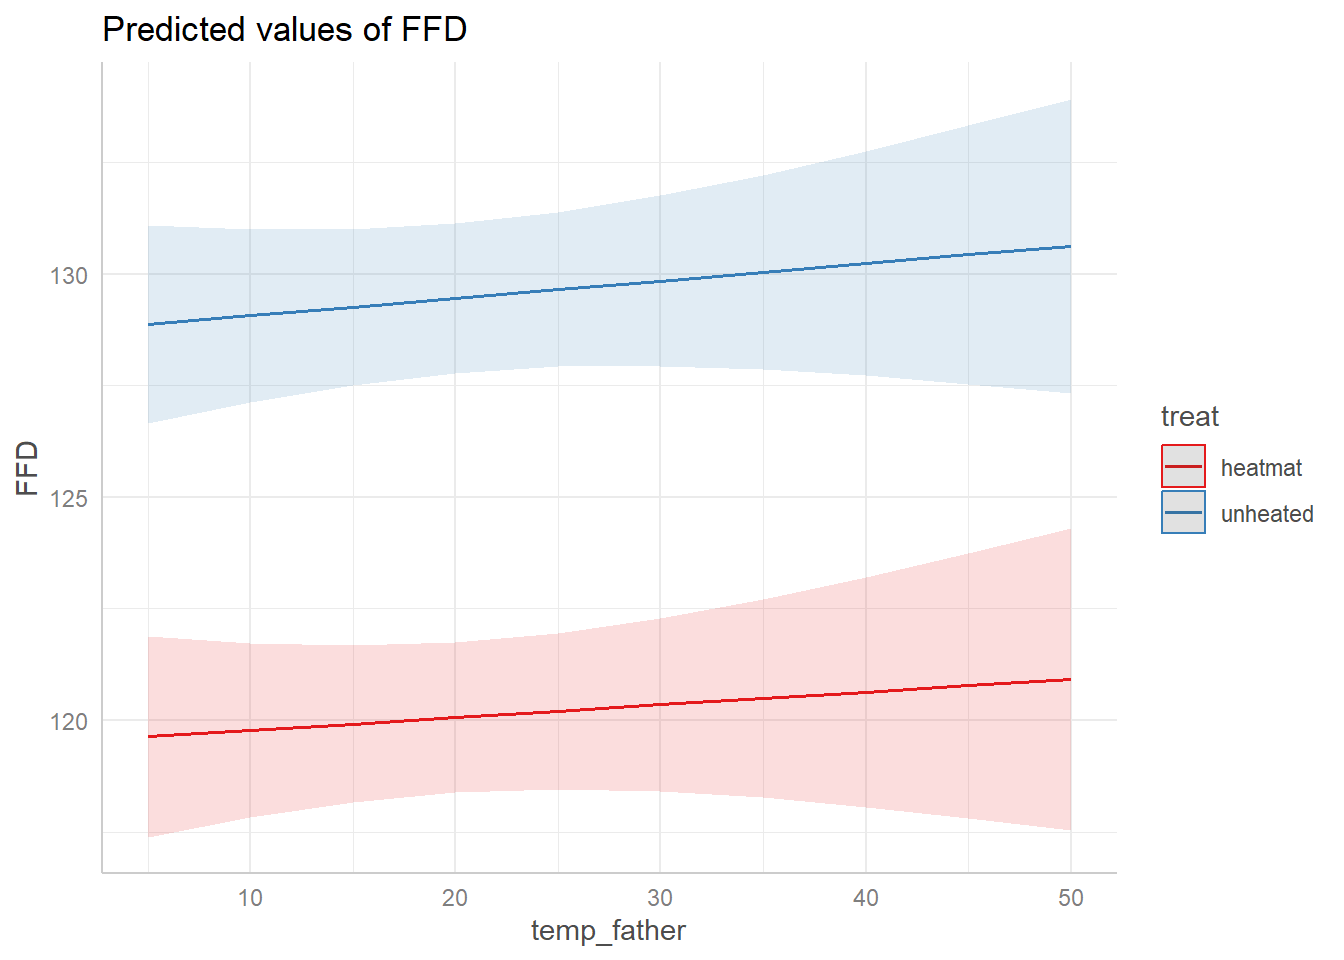 Predicted values of FFD
130
125
120
FFD
10 20 30 40 50
temp_father
treat
heatmat
unheated